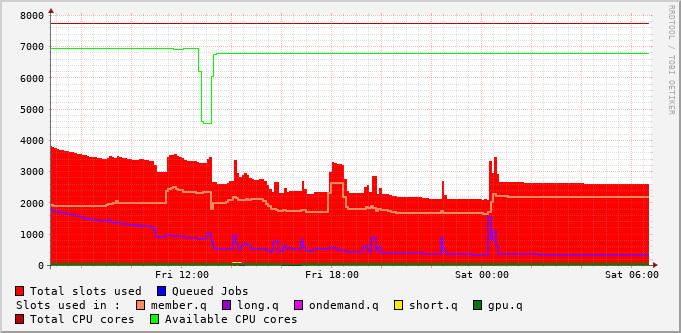 RRDTOOL / TOBI OETIKER
8000
7000
6000
5000
4000
3000
2000
1000
0
Fri 12:00 Fri 18:00 Sat 00:00 Sat 06:00
Total slots used Queued Jobs
Slots used in : member.q long.q ondemand.q short.q gpu.q
Total CPU cores Available CPU cores